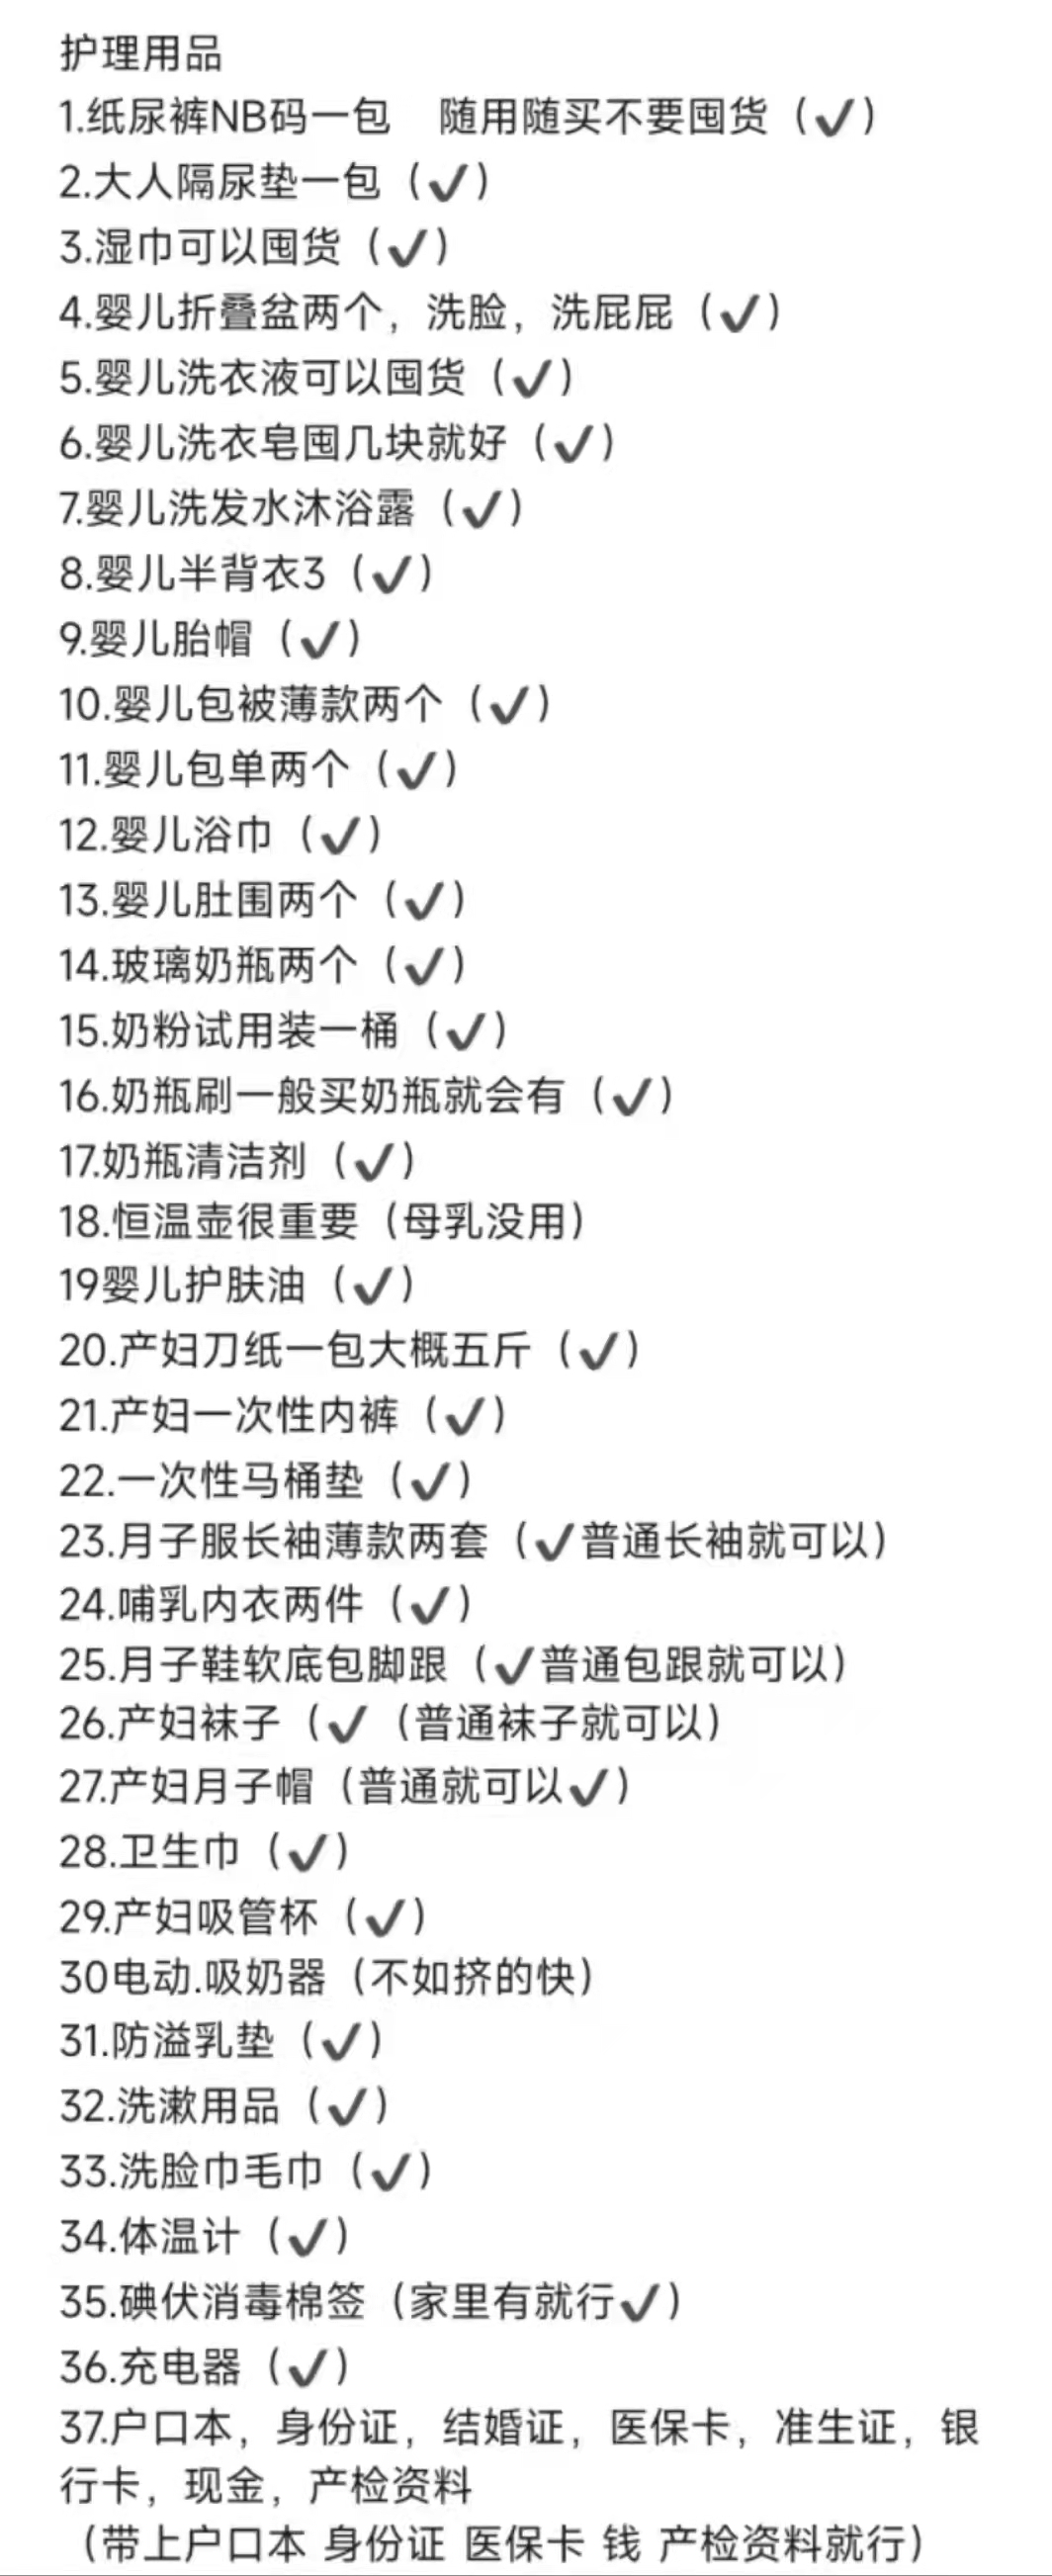 护理用品
1.纸尿裤NB码一包　随用随买不要囤货（✔）
2.大人隔尿垫一包（✔）
3.湿巾可以囤货（✔）
4.婴儿折叠盆两个，洗脸，洗屁屁（✔）
5.婴儿洗衣液可以囤货（✔）
6.婴儿洗衣皂囤几块就好（✔）
7.婴儿洗发水沐浴露（✔）
8.婴儿半背衣3（✔）
9.婴儿胎帽（✔）
10.婴儿包被薄款两个（✔）
11.婴儿包单两个（✔）
12.婴儿浴巾（✔）
13.婴儿肚围两个（✔）
14.玻璃奶瓶两个（✔）
15.奶粉试用装一桶（✔）
16.奶瓶刷一般买奶瓶就会有（✔）
17.奶瓶清洁剂（✔）
18.恒温壶很重要（母乳没用）
19婴儿护肤油（✔）
20.产妇刀纸一包大概五斤（✔）
21.产妇一次性内裤（✔）
22.一次性马桶垫（✔）
23.月子服长袖薄款两套（✔普通长袖就可以）
24.哺乳内衣两件（✔）
25.月子鞋软底包脚跟（✔普通包跟就可以）
26.产妇袜子（✔（普通袜子就可以）
27.产妇月子帽（普通就可以✔）
28.卫生巾（✔）
29.产妇吸管杯（✔）
30电动.吸奶器（不如挤的快）
31.防溢乳垫（✔）
32.洗漱用品（✔）
33.洗脸巾毛巾（✔）
34.体温计（✔）
35.碘伏消毒棉签（家里有就行✔）
36.充电器（✔）
37.户口本，身份证，结婚证，医保卡，准生证，银
行卡，现金，产检资料
（带上户口本 身份证 医保卡 钱 产检资料就行）